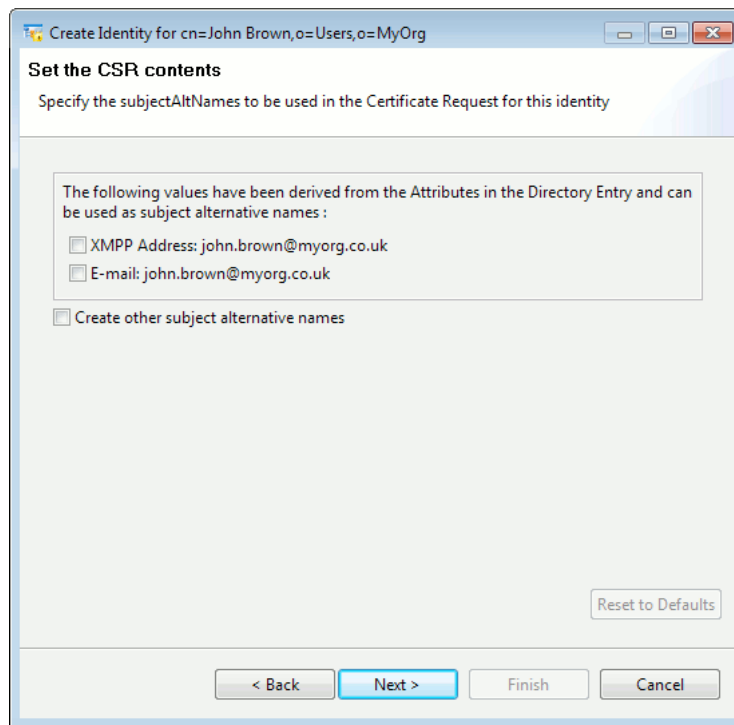 Create Identity for cn=John Brown,o=Users,o=MyOrg
Set the CSR contents
Specify the subjectAltNames to be used in the Certificate Request for this identity
The following values have been derived from the Attributes in the Directory Entry and can
be used as subject alternative names :
XMPP Address: john.brown@myorg.co.uk
E-mail: john.brown@myorg.co.uk
Create other subject alternative names
Reset to Defaults
< Back Next > Finish Cancel